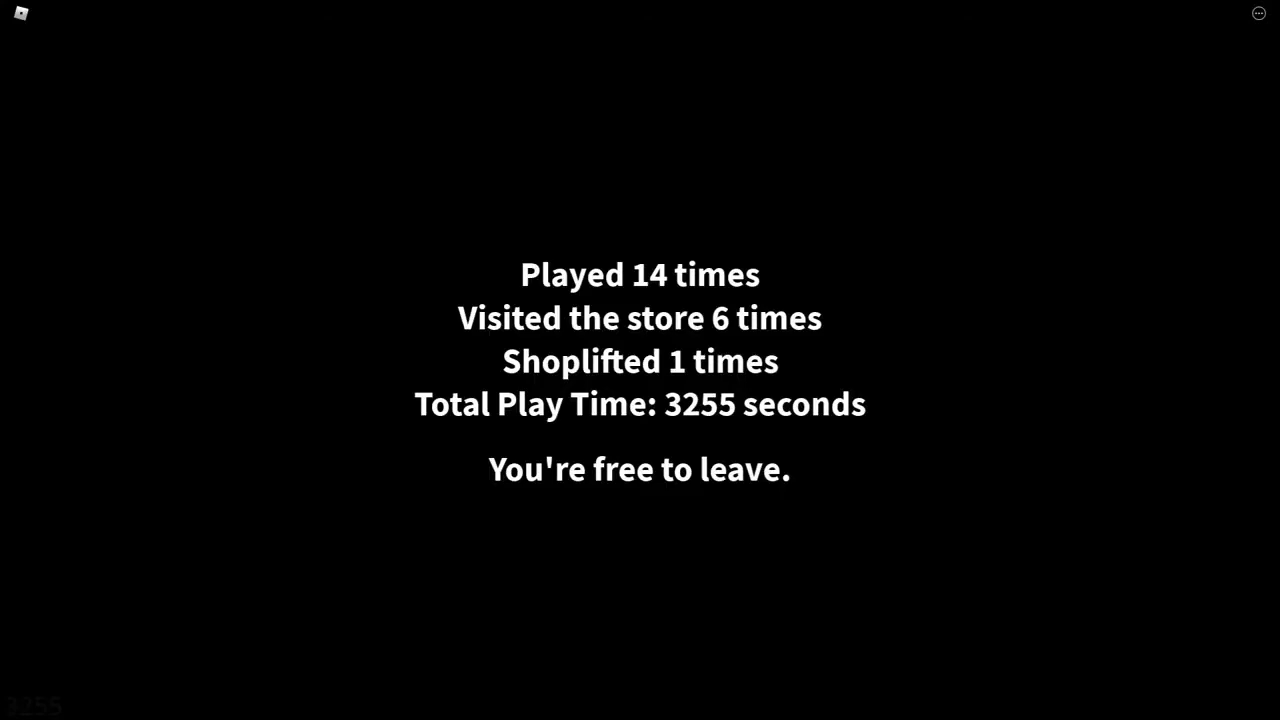 Played 14 times
Visited the store 6 times
Shoplifted 1 times
Total Play Time: 3255 seconds
You're free to leave.
3255